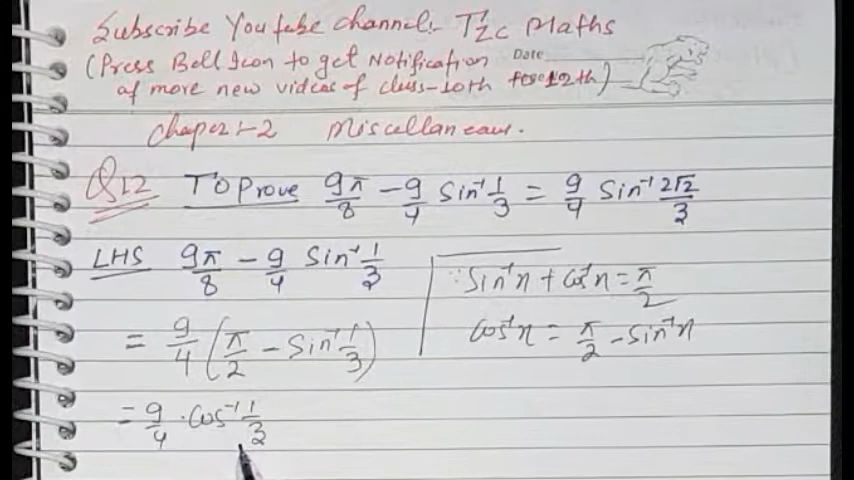 Subscribe Youtube channel:- TZC Maths
(Press Bell Icon to get Notification
Date
of more new videos of class-10th to 12th)
Chaper:-2 Miscellaneous.
Q12 TO Prove 9π/8 - 9/4 Sin⁻¹ 1/3 = 9/4 Sin⁻¹ 2√2/3
LHS 9π/8 - 9/4 Sin⁻¹ 1/3
∵ Sin⁻¹x + Cos⁻¹x = π/2
= 9/4 (π/2 - Sin⁻¹ 1/3)
Cos⁻¹x = π/2 - Sin⁻¹x
= 9/4 · Cos⁻¹ 1/3